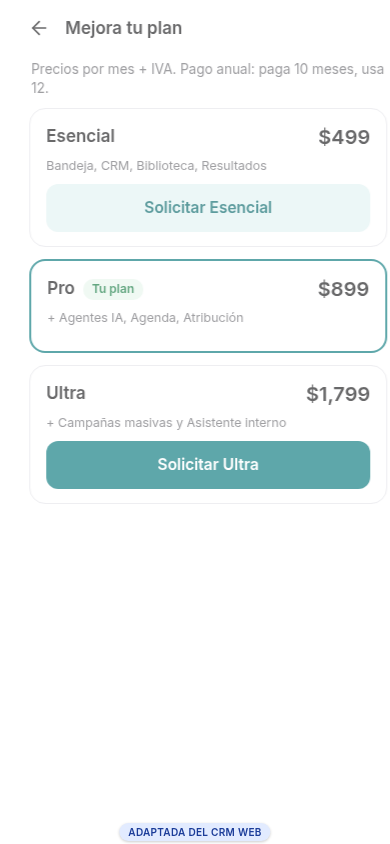 Mejora tu plan
Precios por mes + IVA. Pago anual: paga 10 meses, usa
12.
Esencial
$499
Bandeja, CRM, Biblioteca, Resultados
Solicitar Esencial
Pro
Tu plan
$899
+ Agentes IA, Agenda, Atribución
Ultra
$1,799
+ Campañas masivas y Asistente interno
Solicitar Ultra
ADAPTADA DEL CRM WEB